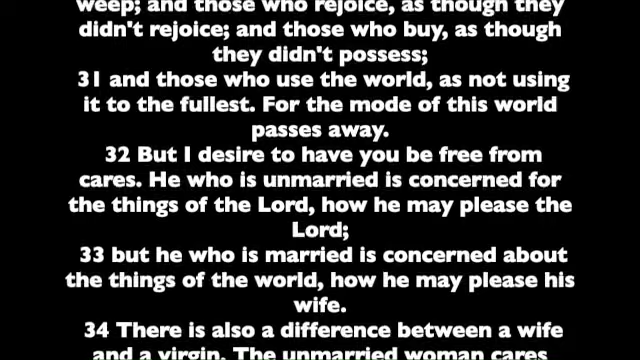 weep; and those who rejoice, as though they
didn't rejoice; and those who buy, as though
they didn't possess;
31 and those who use the world, as not using
it to the fullest. For the mode of this world
passes away.
32 But I desire to have you be free from
cares. He who is unmarried is concerned for
the things of the Lord, how he may please the
Lord;
33 but he who is married is concerned about
the things of the world, how he may please his
wife.
34 There is also a difference between a wife
and a virgin. The unmarried woman cares